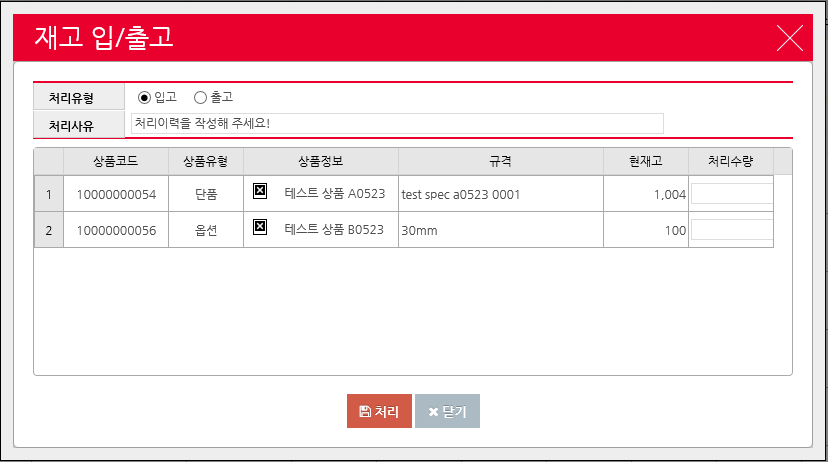 재고 입/출고
처리유형 입고 출고
처리사유 처리이력을 작성해 주세요!
상품코드 상품유형 상품정보 규격 현재고 처리수량
1 10000000054 단품 테스트 상품 A0523 test spec a0523 0001 1,004
2 10000000056 옵션 테스트 상품 B0523 30mm 100
처리 닫기